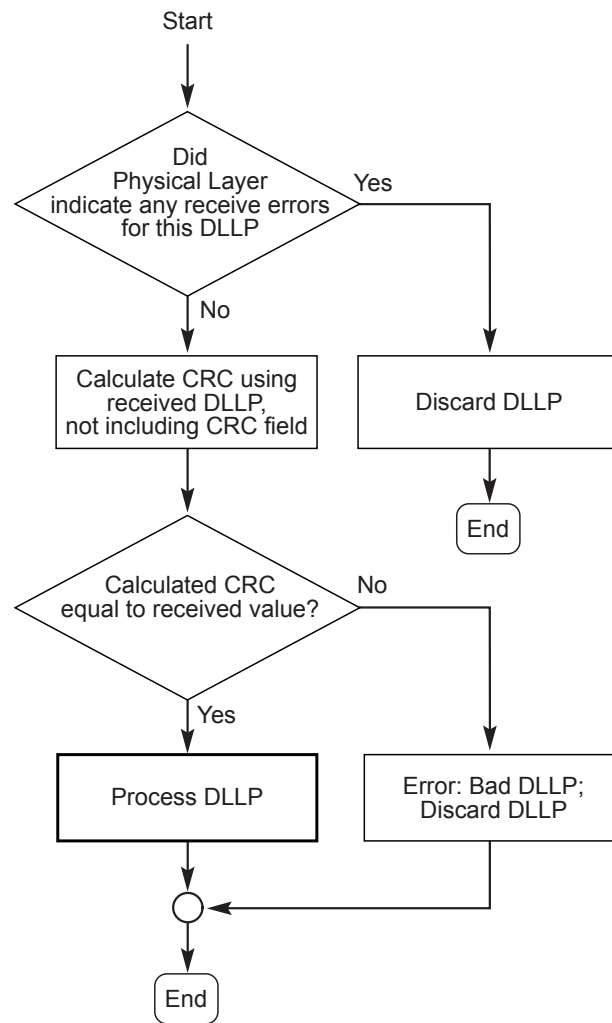 Start
Did
Physical Layer
indicate any receive errors
for this DLLP
Yes
No
Calculate CRC using
received DLLP,
not including CRC field
Discard DLLP
End
Calculated CRC
equal to received value?
No
Yes
Process DLLP
Error: Bad DLLP;
Discard DLLP
End